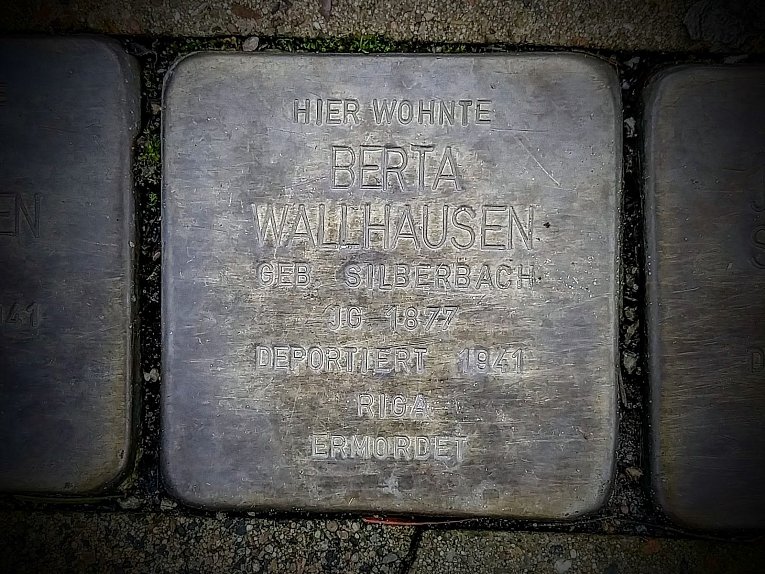 HIER WOHNTE
BERTA
WALLHAUSEN
GEB. SILBERBACH
JG 1877
DEPORTIERT 1941
RIGA
ERMORDET